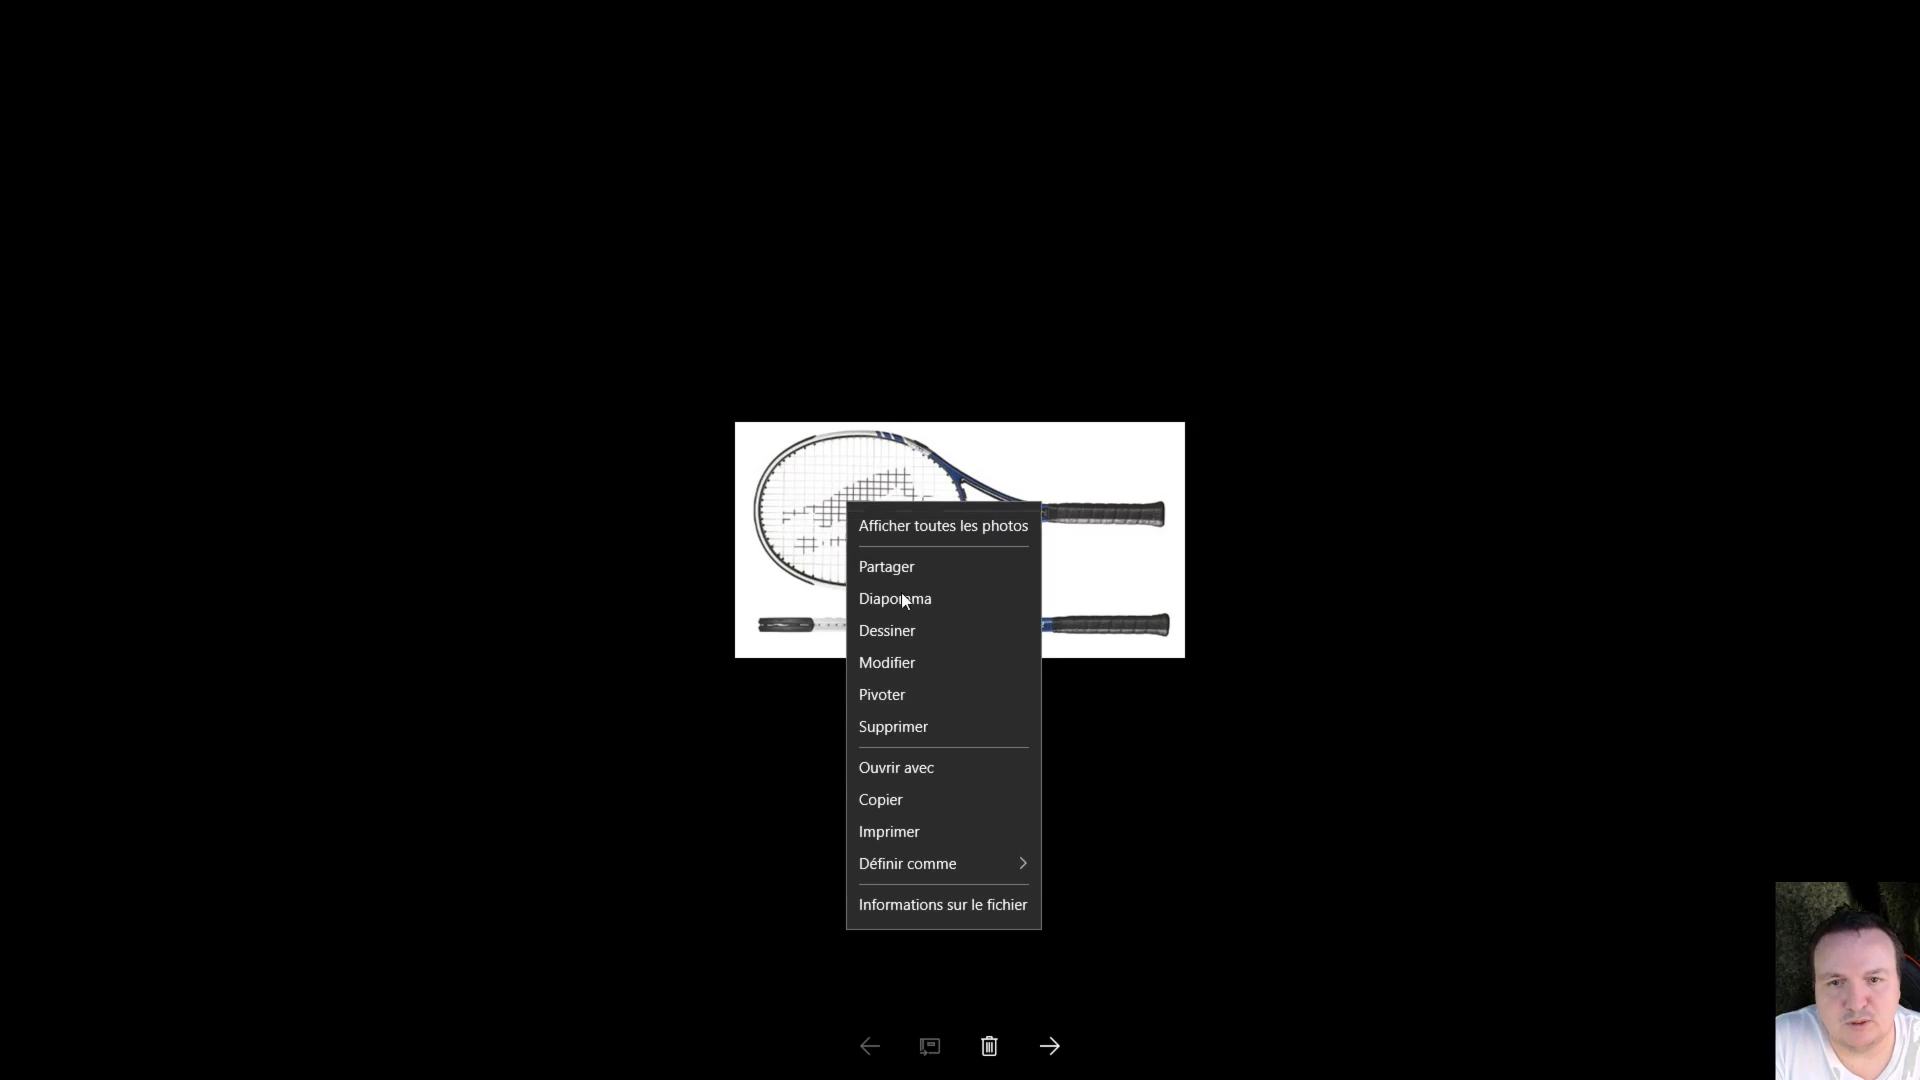 Afficher toutes les photos
Partager
Diaporama
Dessiner
Modifier
Pivoter
Supprimer
Ouvrir avec
Copier
Imprimer
Définir comme
Informations sur le fichier